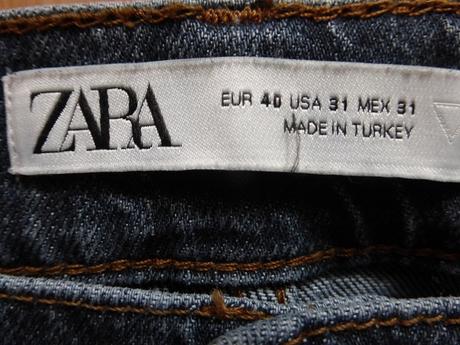 ZARA
EUR 40 USA 31 MEX 31
MADE IN TURKEY